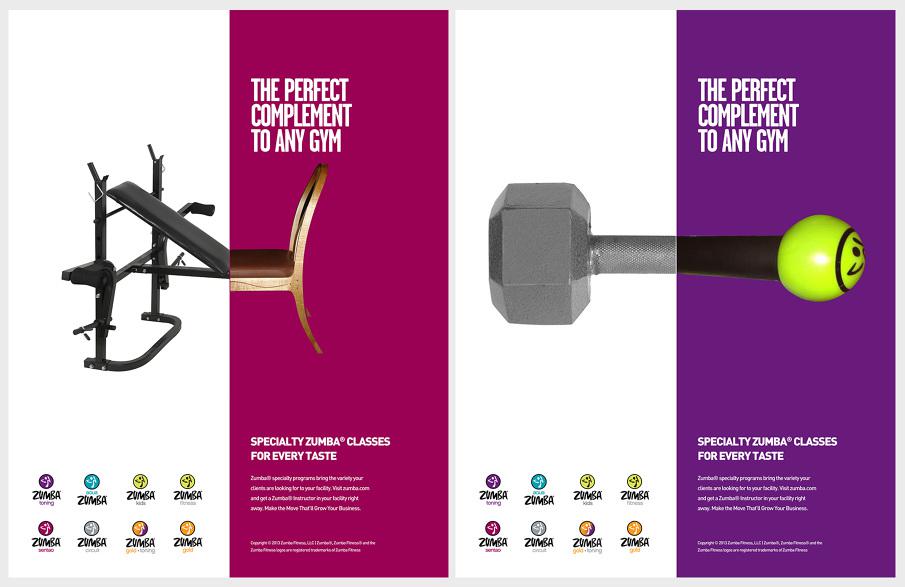 THE PERFECT
COMPLEMENT
TO ANY GYM
SPECIALTY ZUMBA® CLASSES
FOR EVERY TASTE
Zumba® specialty programs bring the variety your
clients are looking for to your facility. Visit zumba.com
and get a Zumba® Instructor in your facility right
away. Make the Move That'll Grow Your Business.
Copyright © 2013 Zumba Fitness, LLC | Zumba®, Zumba Fitness® and the
Zumba Fitness logos are registered trademarks of Zumba Fitness
ZUMBA toning
aqua ZUMBA
ZUMBA kids
ZUMBA fitness
ZUMBA sentao
ZUMBA circuit
ZUMBA gold-toning
ZUMBA gold
THE PERFECT
COMPLEMENT
TO ANY GYM
SPECIALTY ZUMBA® CLASSES
FOR EVERY TASTE
Zumba® specialty programs bring the variety your
clients are looking for to your facility. Visit zumba.com
and get a Zumba® Instructor in your facility right
away. Make the Move That'll Grow Your Business.
Copyright © 2013 Zumba Fitness, LLC | Zumba®, Zumba Fitness® and the
Zumba Fitness logos are registered trademarks of Zumba Fitness
ZUMBA toning
aqua ZUMBA
ZUMBA kids
ZUMBA fitness
ZUMBA sentao
ZUMBA circuit
ZUMBA gold-toning
ZUMBA gold